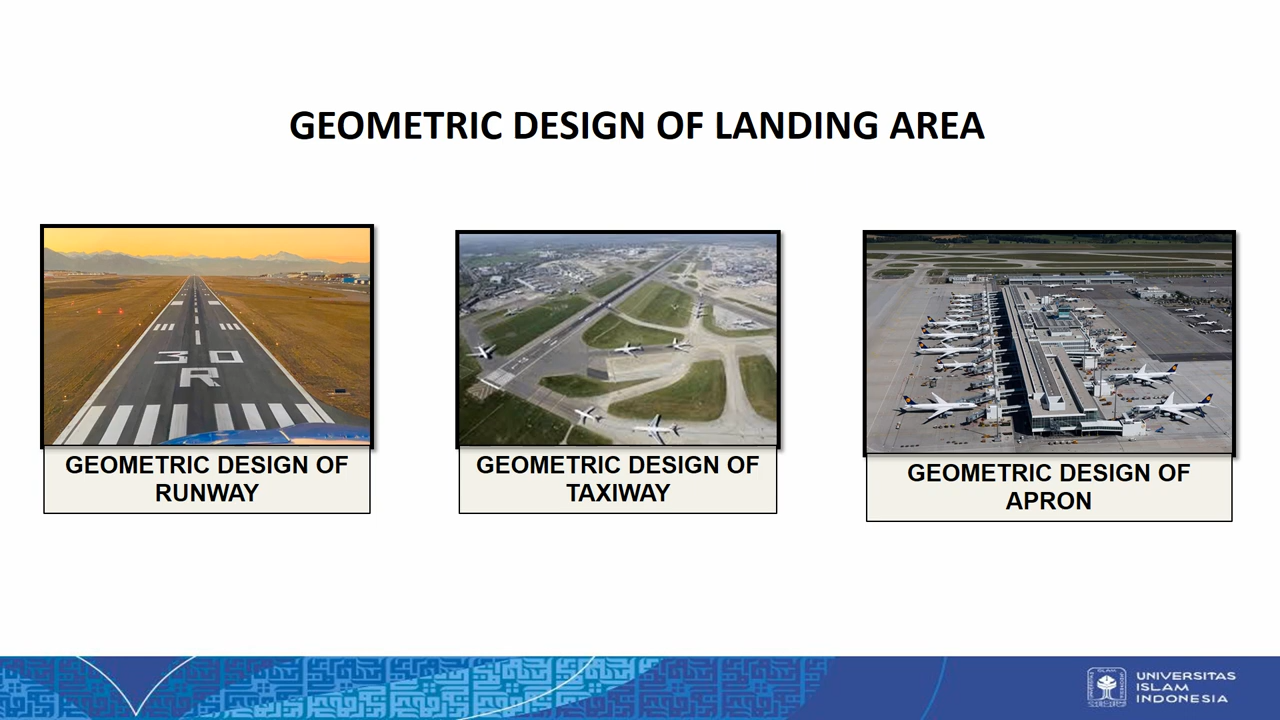 GEOMETRIC DESIGN OF LANDING AREA
30
R
GEOMETRIC DESIGN OF
RUNWAY
GEOMETRIC DESIGN OF
TAXIWAY
GEOMETRIC DESIGN OF
APRON
UNIVERSITAS
ISLAM
INDONESIA